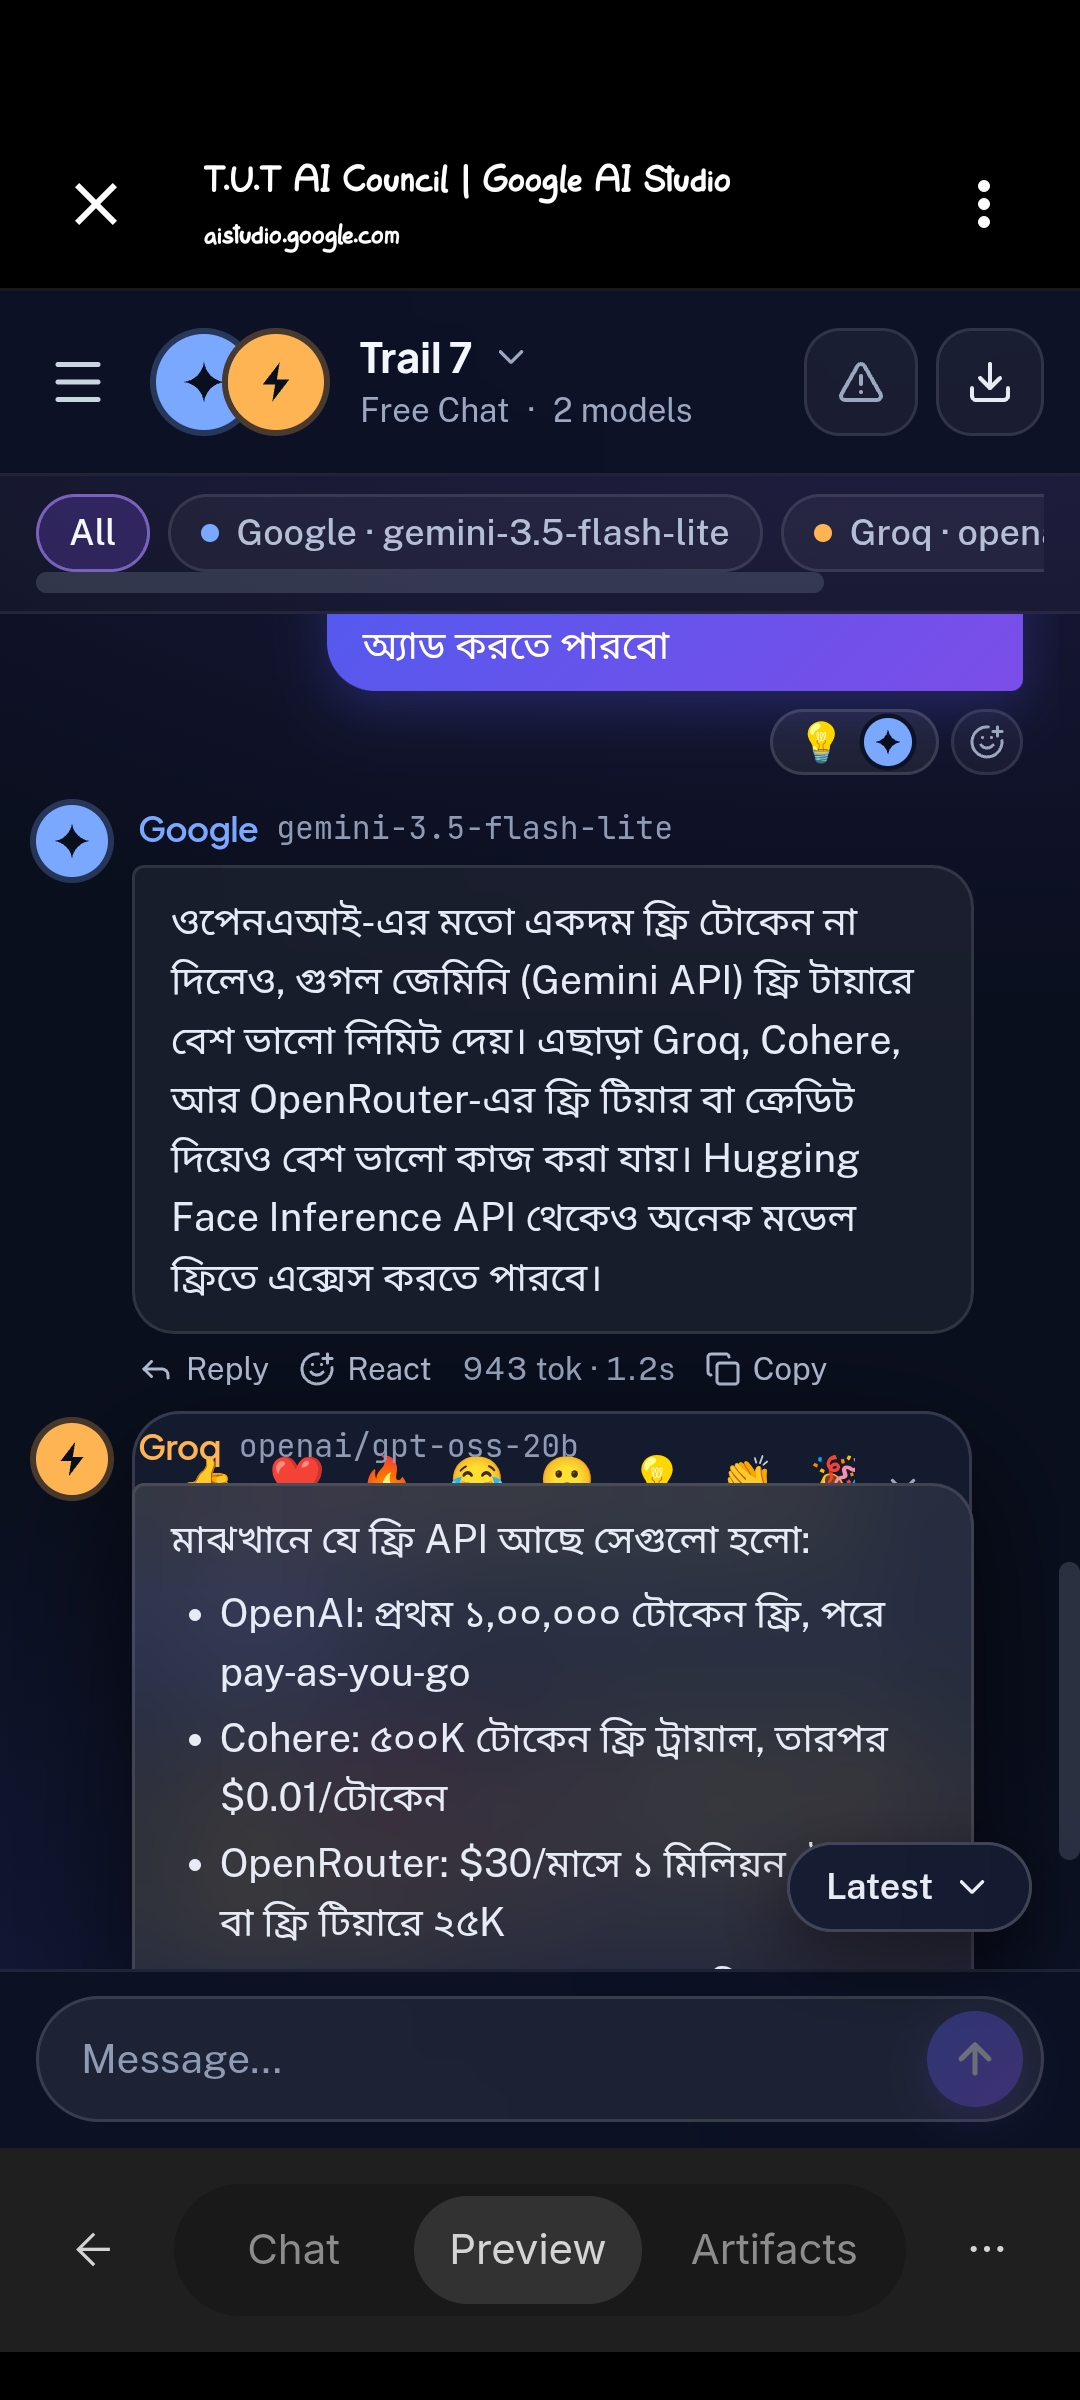 T.U.T AI Council | Google AI Studio
aistudio.google.com
Trail 7
Free Chat · 2 models
All
Google · gemini-3.5-flash-lite
Groq · open
অ্যাড করতে পারবো
Google gemini-3.5-flash-lite
ওপেনএআই-এর মতো একদম ফ্রি টোকেন না
দিলেও, গুগল জেমিনি (Gemini API) ফ্রি টায়ারে
বেশ ভালো লিমিট দেয়। এছাড়া Groq, Cohere,
আর OpenRouter-এর ফ্রি টিয়ার বা ক্রেডিট
দিয়েও বেশ ভালো কাজ করা যায়। Hugging
Face Inference API থেকেও অনেক মডেল
ফ্রিতে এক্সেস করতে পারবে।
Reply React 943 tok · 1.2s Copy
Groq openai/gpt-oss-20b
মাঝখানে যে ফ্রি API আছে সেগুলো হলো:
• OpenAI: প্রথম ১,০০,০০০ টোকেন ফ্রি, পরে
pay-as-you-go
• Cohere: ৫০০K টোকেন ফ্রি ট্রায়াল, তারপর
$0.01/টোকেন
• OpenRouter: $30/মাসে ১ মিলিয়ন
বা ফ্রি টিয়ারে ২৫K
Latest
Message...
Chat
Preview
Artifacts